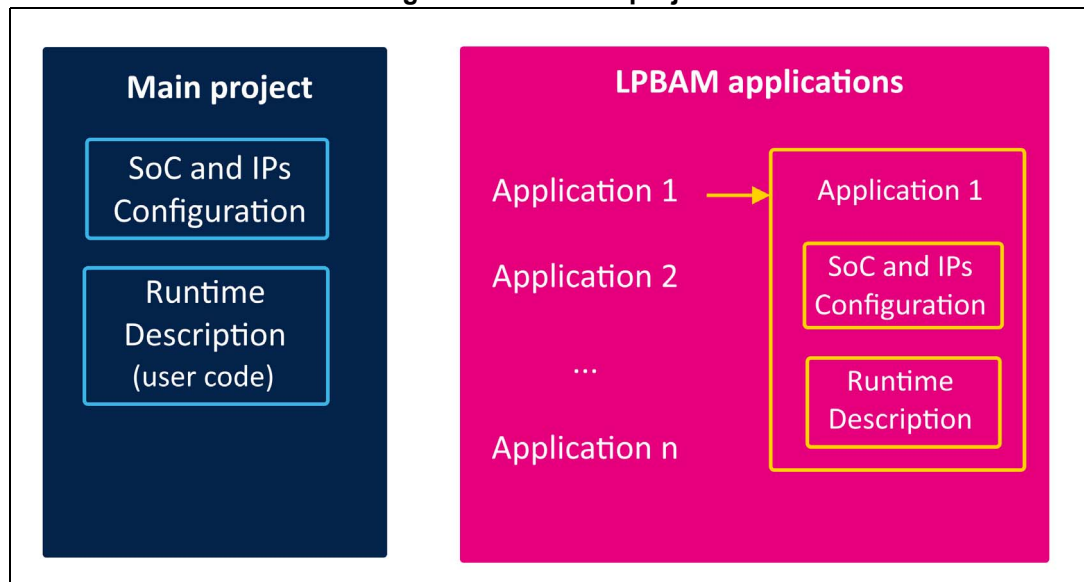 Main project
SoC and IPs
Configuration
Runtime
Description
(user code)
LPBAM applications
Application 1
Application 2
...
Application n
Application 1
SoC and IPs
Configuration
Runtime
Description